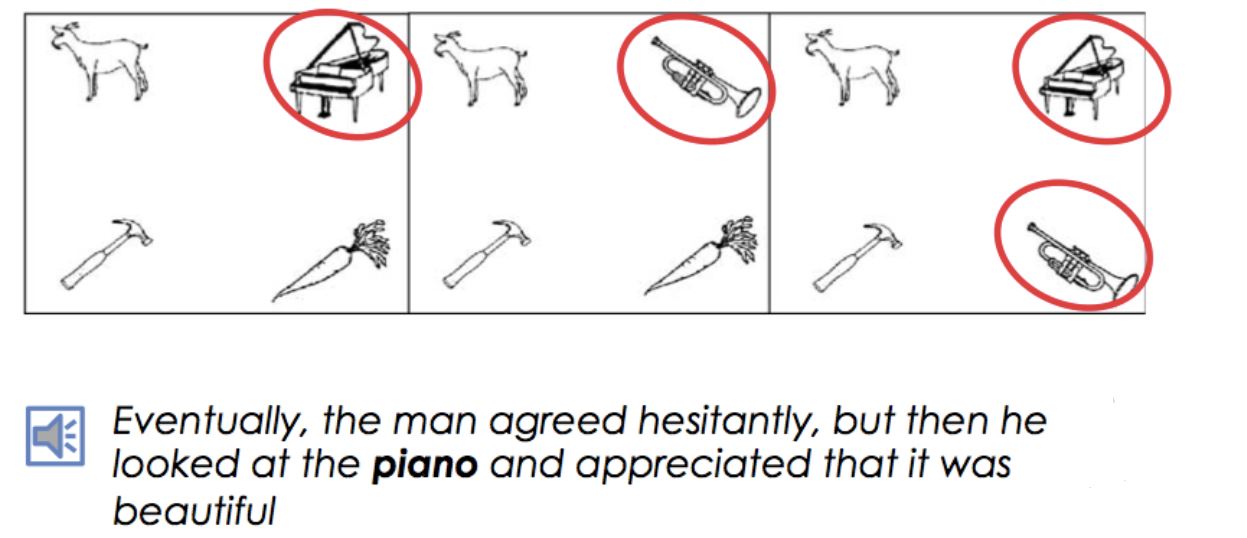 Eventually, the man agreed hesitantly, but then he
looked at the piano and appreciated that it was
beautiful